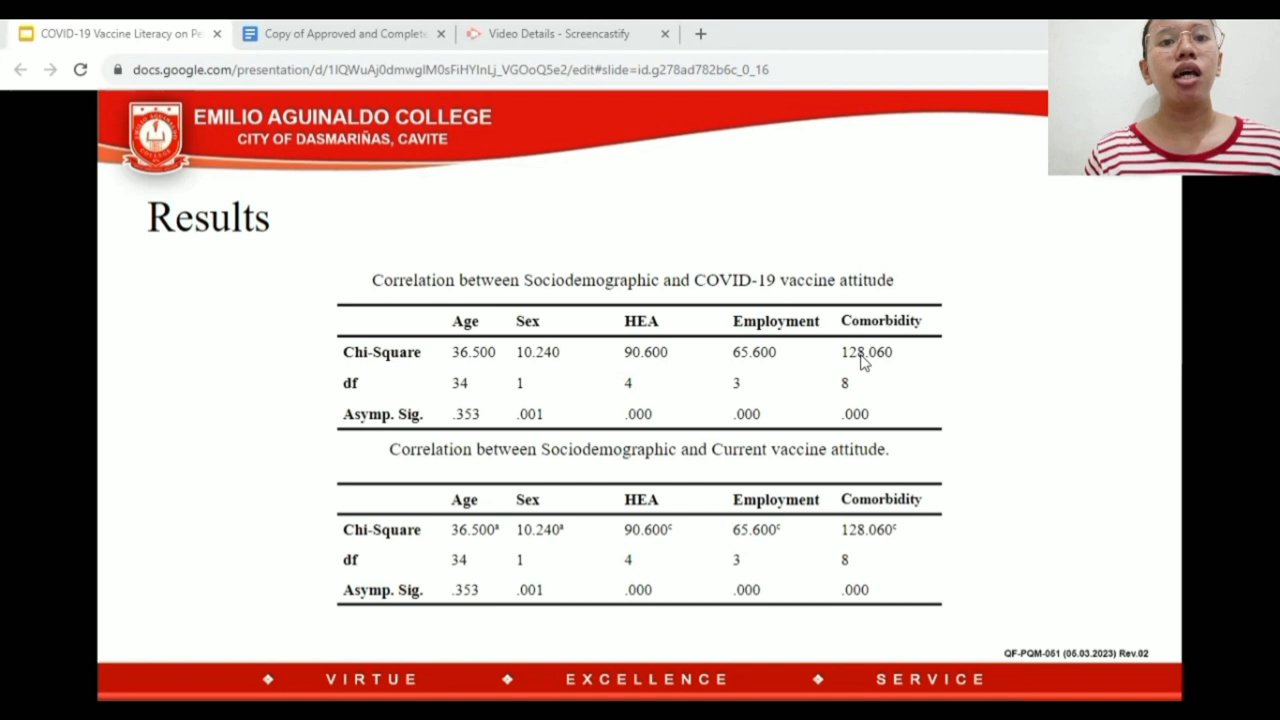 COVID-19 Vaccine Literacy on Pe
Copy of Approved and Complete
Video Details - Screencastify
docs.google.com/presentation/d/1IQWuAj0dmwgIM0sFiHYInLj_VGOoQ5e2/edit#slide=id.g278ad782b6c_0_16
EMILIO AGUINALDO COLLEGE
CITY OF DASMARIÑAS, CAVITE
Results
Correlation between Sociodemographic and COVID-19 vaccine attitude
Age Sex HEA Employment Comorbidity
Chi-Square 36.500 10.240 90.600 65.600 128.060
df 34 1 4 3 8
Asymp. Sig. .353 .001 .000 .000 .000
Correlation between Sociodemographic and Current vaccine attitude.
Age Sex HEA Employment Comorbidity
Chi-Square 36.500ª 10.240ª 90.600ᶜ 65.600ᶜ 128.060ᶜ
df 34 1 4 3 8
Asymp. Sig. .353 .001 .000 .000 .000
QF-PQM-051 (05.03.2023) Rev.02
VIRTUE EXCELLENCE SERVICE